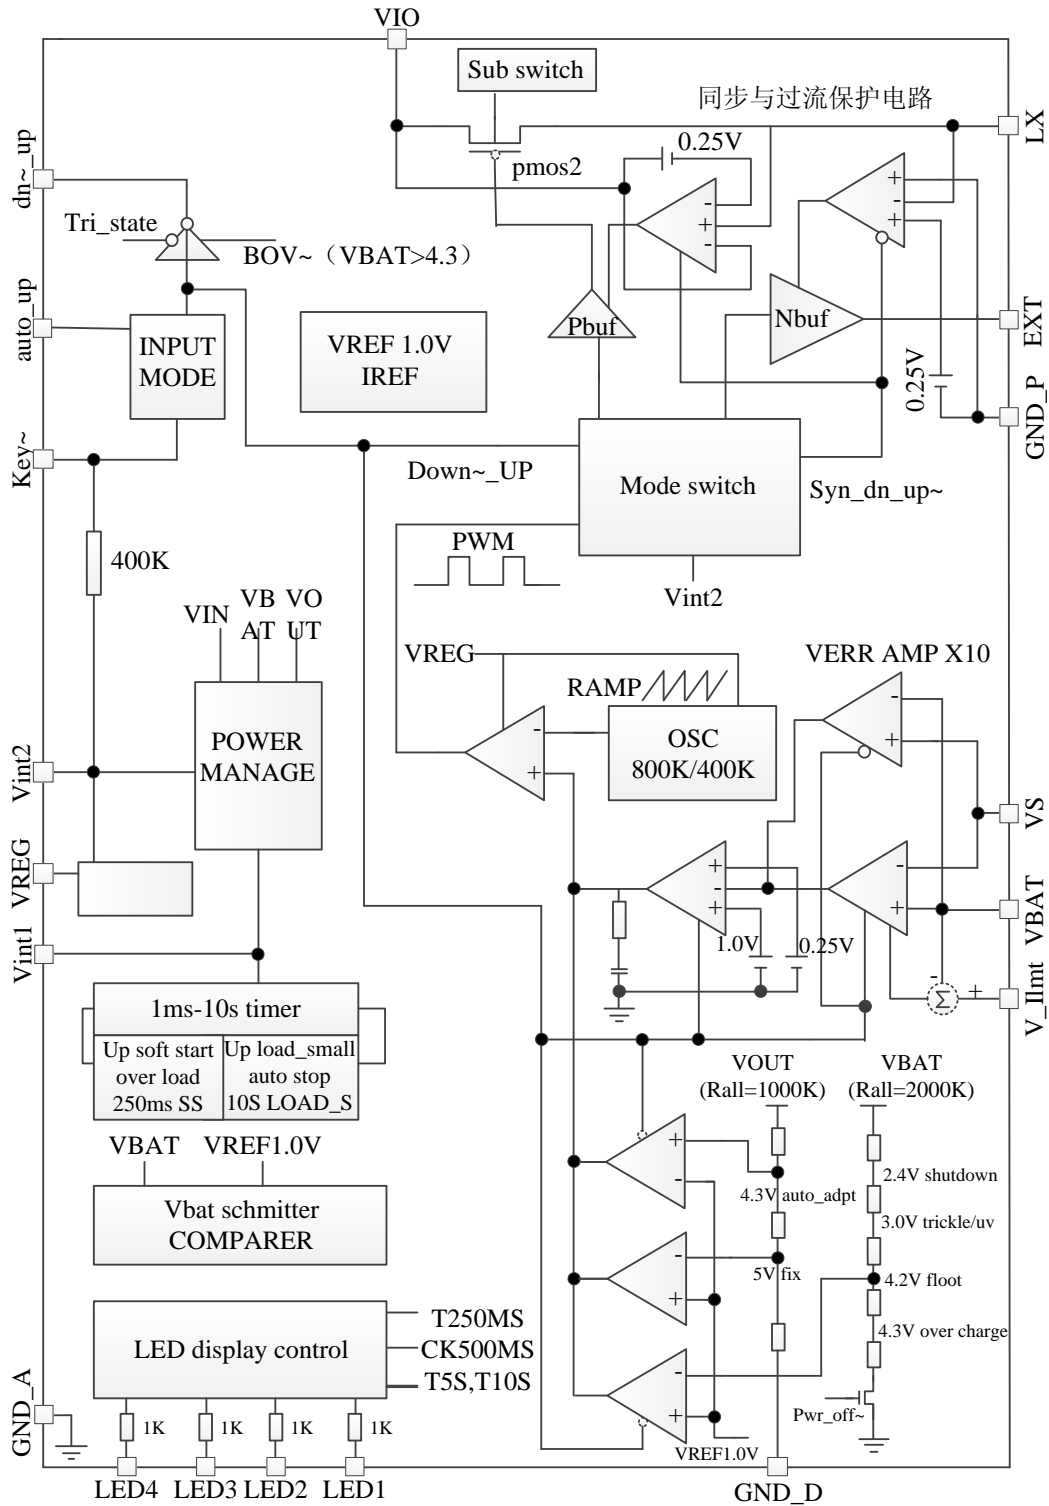 VIO
Sub switch
同步与过流保护电路
LX
0.25V
pmos2
dn~_up
Tri_state
BOV~（VBAT>4.3）
auto_up
INPUT
MODE
VREF 1.0V
IREF
Pbuf
Nbuf
EXT
0.25V
GND_P
Key~
Down~_UP
Mode switch
Syn_dn_up~
400K
PWM
Vint2
VIN
VB
AT
VO
UT
VREG
RAMP
VERR AMP X10
POWER
MANAGE
OSC
800K/400K
Vint2
VS
VREG
VBAT
1.0V
0.25V
Vint1
V_Ilmt
Σ
1ms-10s timer
Up soft start
over load
250ms SS
Up load_small
auto stop
10S LOAD_S
VOUT
(Rall=1000K)
VBAT
(Rall=2000K)
VBAT
VREF1.0V
2.4V shutdown
4.3V auto_adpt
3.0V trickle/uv
Vbat schmitter
COMPARER
5V fix
4.2V floot
T250MS
4.3V over charge
LED display control
CK500MS
T5S,T10S
Pwr_off~
GND_A
1K
1K
1K
1K
VREF1.0V
LED4
LED3
LED2
LED1
GND_D